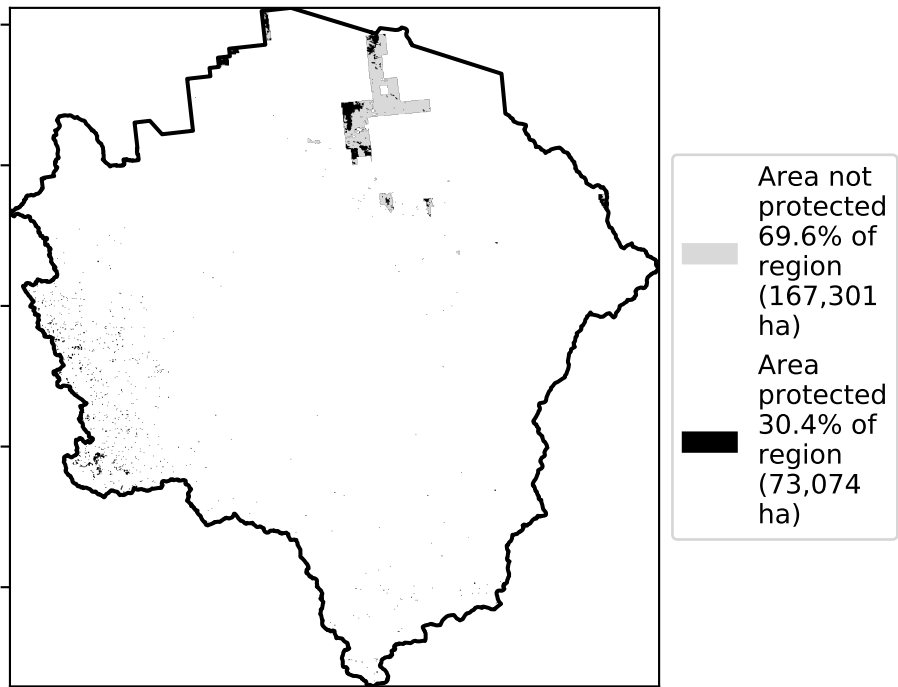 Area not
protected
69.6% of
region
(167,301
ha)
Area
protected
30.4% of
region
(73,074
ha)